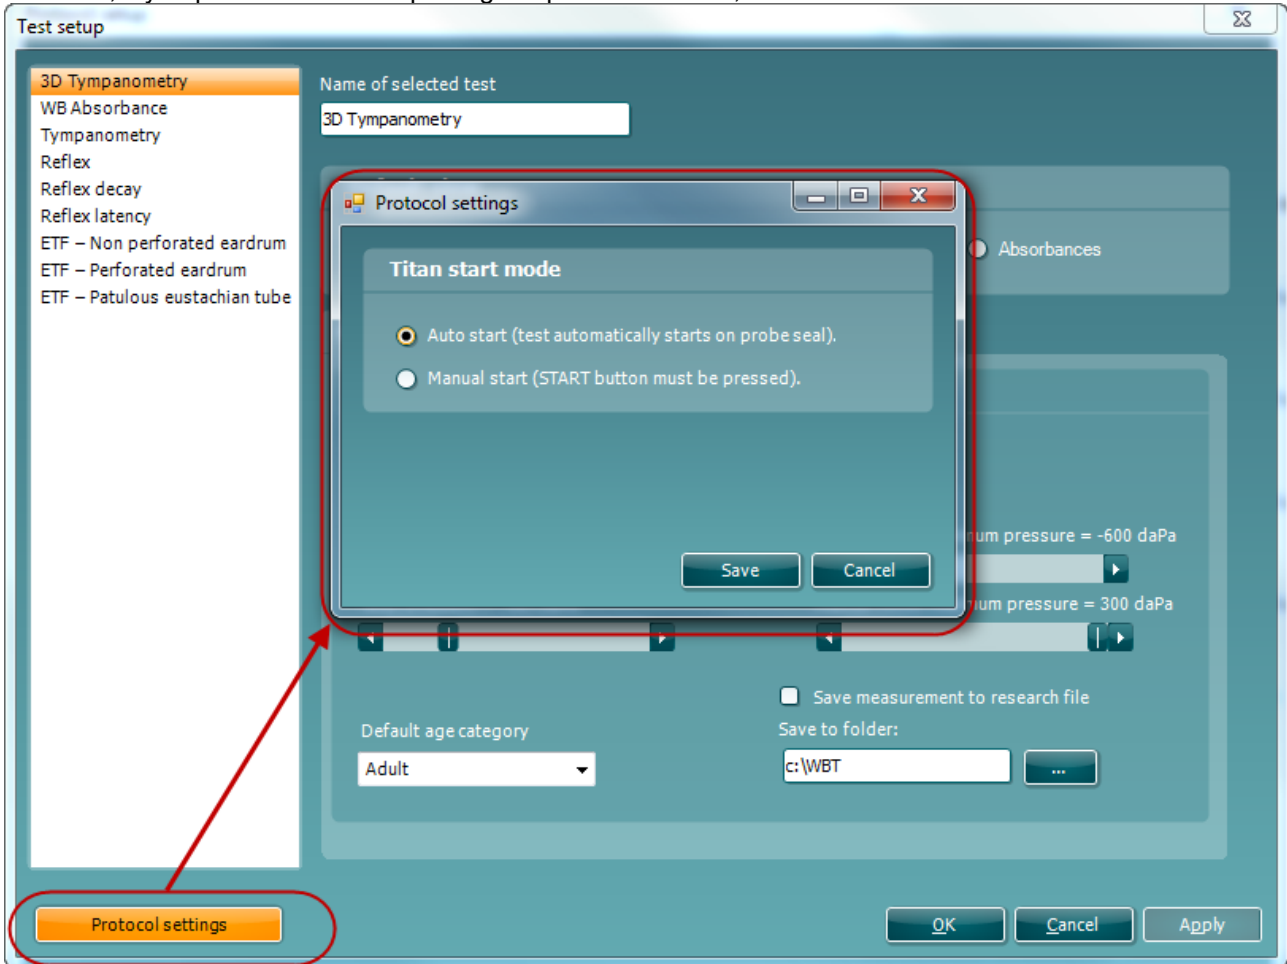 Test setup
3D Tympanometry
WB Absorbance
Tympanometry
Reflex
Reflex decay
Reflex latency
ETF – Non perforated eardrum
ETF – Perforated eardrum
ETF – Patulous eustachian tube
Name of selected test
3D Tympanometry
Absorbances
Protocol settings
Titan start mode
Auto start (test automatically starts on probe seal).
Manual start (START button must be pressed).
Save
Cancel
pressure = -600 daPa
pressure = 300 daPa
Save measurement to research file
Default age category
Save to folder:
Adult
c:\WBT
...
Protocol settings
OK
Cancel
Apply